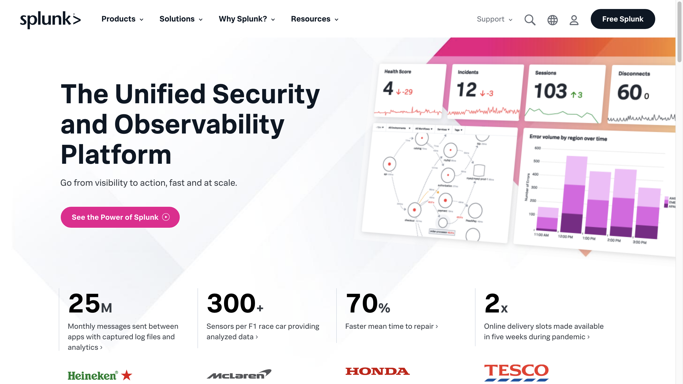 splunk>
Products
Solutions
Why Splunk?
Resources
Support
Free Splunk
The Unified Security
and Observability
Platform
Go from visibility to action, fast and at scale.
See the Power of Splunk
Health Score
4 -29
Incidents
12 -3
Sessions
103 3
Disconnects
60 0
Error volume by region over time
25M
Monthly messages sent between
apps with captured log files and
analytics ›
300+
Sensors per F1 race car providing
analyzed data ›
70%
Faster mean time to repair ›
2x
Online delivery slots made available
in five weeks during pandemic ›
Heineken
McLaren
HONDA
TESCO